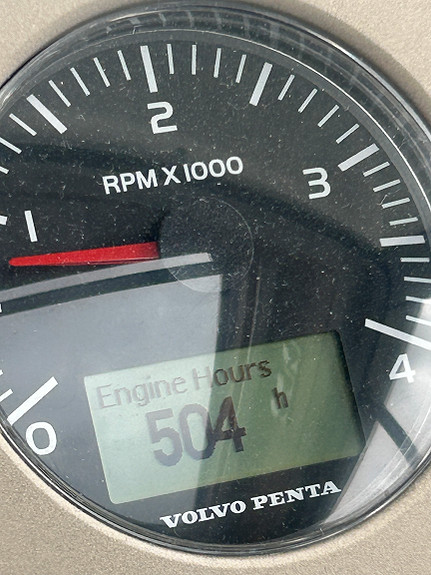 2
RPM X 1000
3
1
4
0
Engine Hours
504 h
VOLVO PENTA